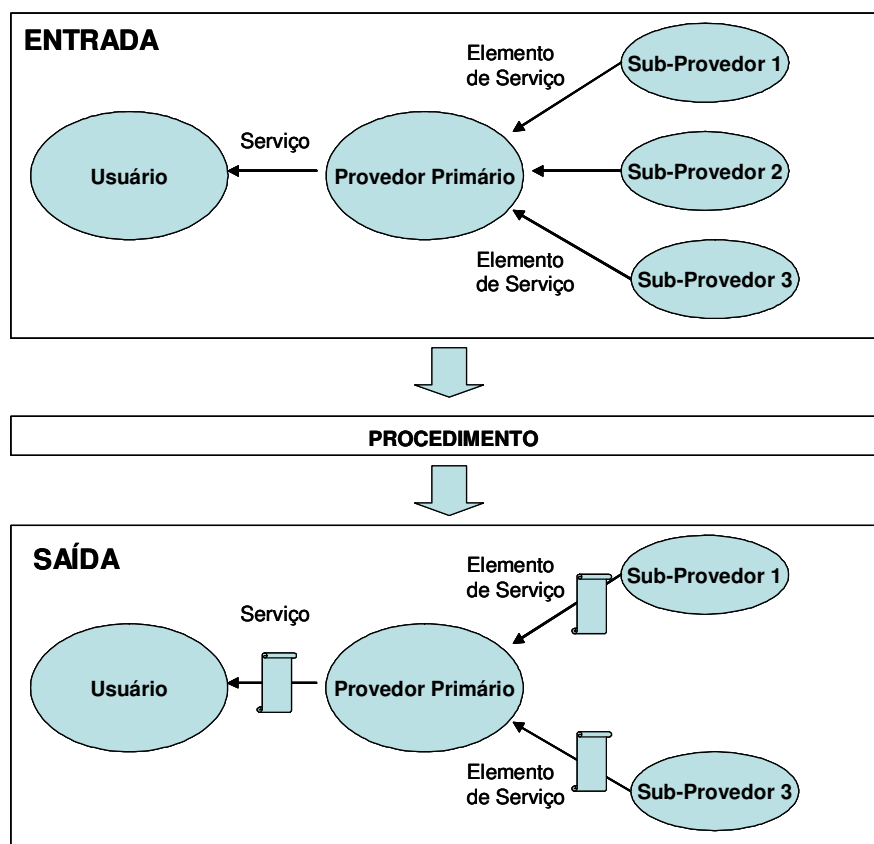 ENTRADA
Elemento
de Serviço
Sub-Provedor 1
Serviço
Usuário
Provedor Primário
Sub-Provedor 2
Elemento
de Serviço
Sub-Provedor 3
PROCEDIMENTO
SAÍDA
Elemento
de Serviço
Sub-Provedor 1
Serviço
Usuário
Provedor Primário
Elemento
de Serviço
Sub-Provedor 3